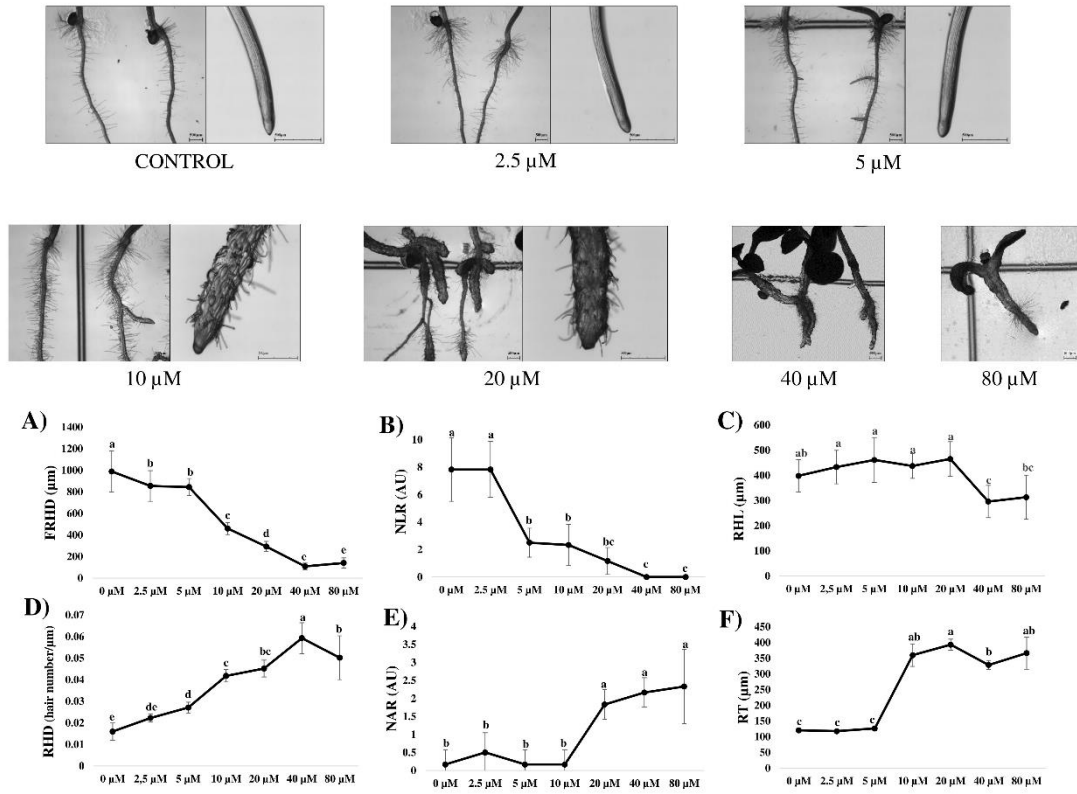 CONTROL
2.5 µM
5 µM
10 µM
20 µM
40 µM
80 µM
A)
FRHD (µm)
1400
1200
1000
800
600
400
200
0
a
b
b
c
d
e
e
0 µM 2.5 µM 5 µM 10 µM 20 µM 40 µM 80 µM
B)
NLR (AU)
10
8
6
4
2
0
a
a
b
b
bc
c
c
0 µM 2.5 µM 5 µM 10 µM 20 µM 40 µM 80 µM
C)
RHL (µm)
600
500
400
300
200
100
0
ab
a
a
a
a
c
bc
0 µM 2.5 µM 5 µM 10 µM 20 µM 40 µM 80 µM
D)
RHD (hair number/µm)
0.07
0.06
0.05
0.04
0.03
0.02
0.01
0
e
de
d
c
bc
a
b
0 µM 2.5 µM 5 µM 10 µM 20 µM 40 µM 80 µM
E)
NAR (AU)
4
3.5
3
2.5
2
1.5
1
0.5
0
b
b
b
b
a
a
a
0 µM 2.5 µM 5 µM 10 µM 20 µM 40 µM 80 µM
F)
RT (µm)
450
400
350
300
250
200
150
100
50
0
c
c
c
ab
a
b
ab
0 µM 2.5 µM 5 µM 10 µM 20 µM 40 µM 80 µM